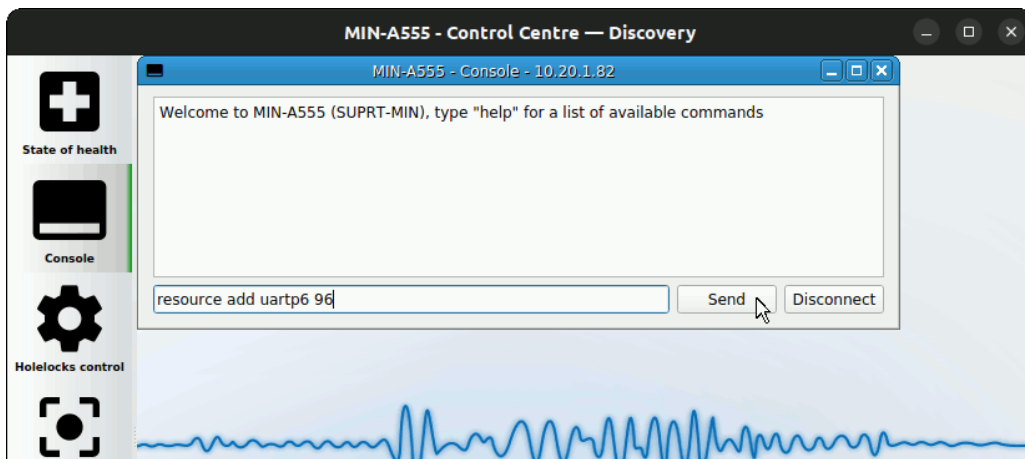 MIN-A555 - Control Centre — Discovery
MIN-A555 - Console - 10.20.1.82
Welcome to MIN-A555 (SUPRT-MIN), type "help" for a list of available commands
State of health
Console
resource add uartp6 96
Send
Disconnect
Holelocks control